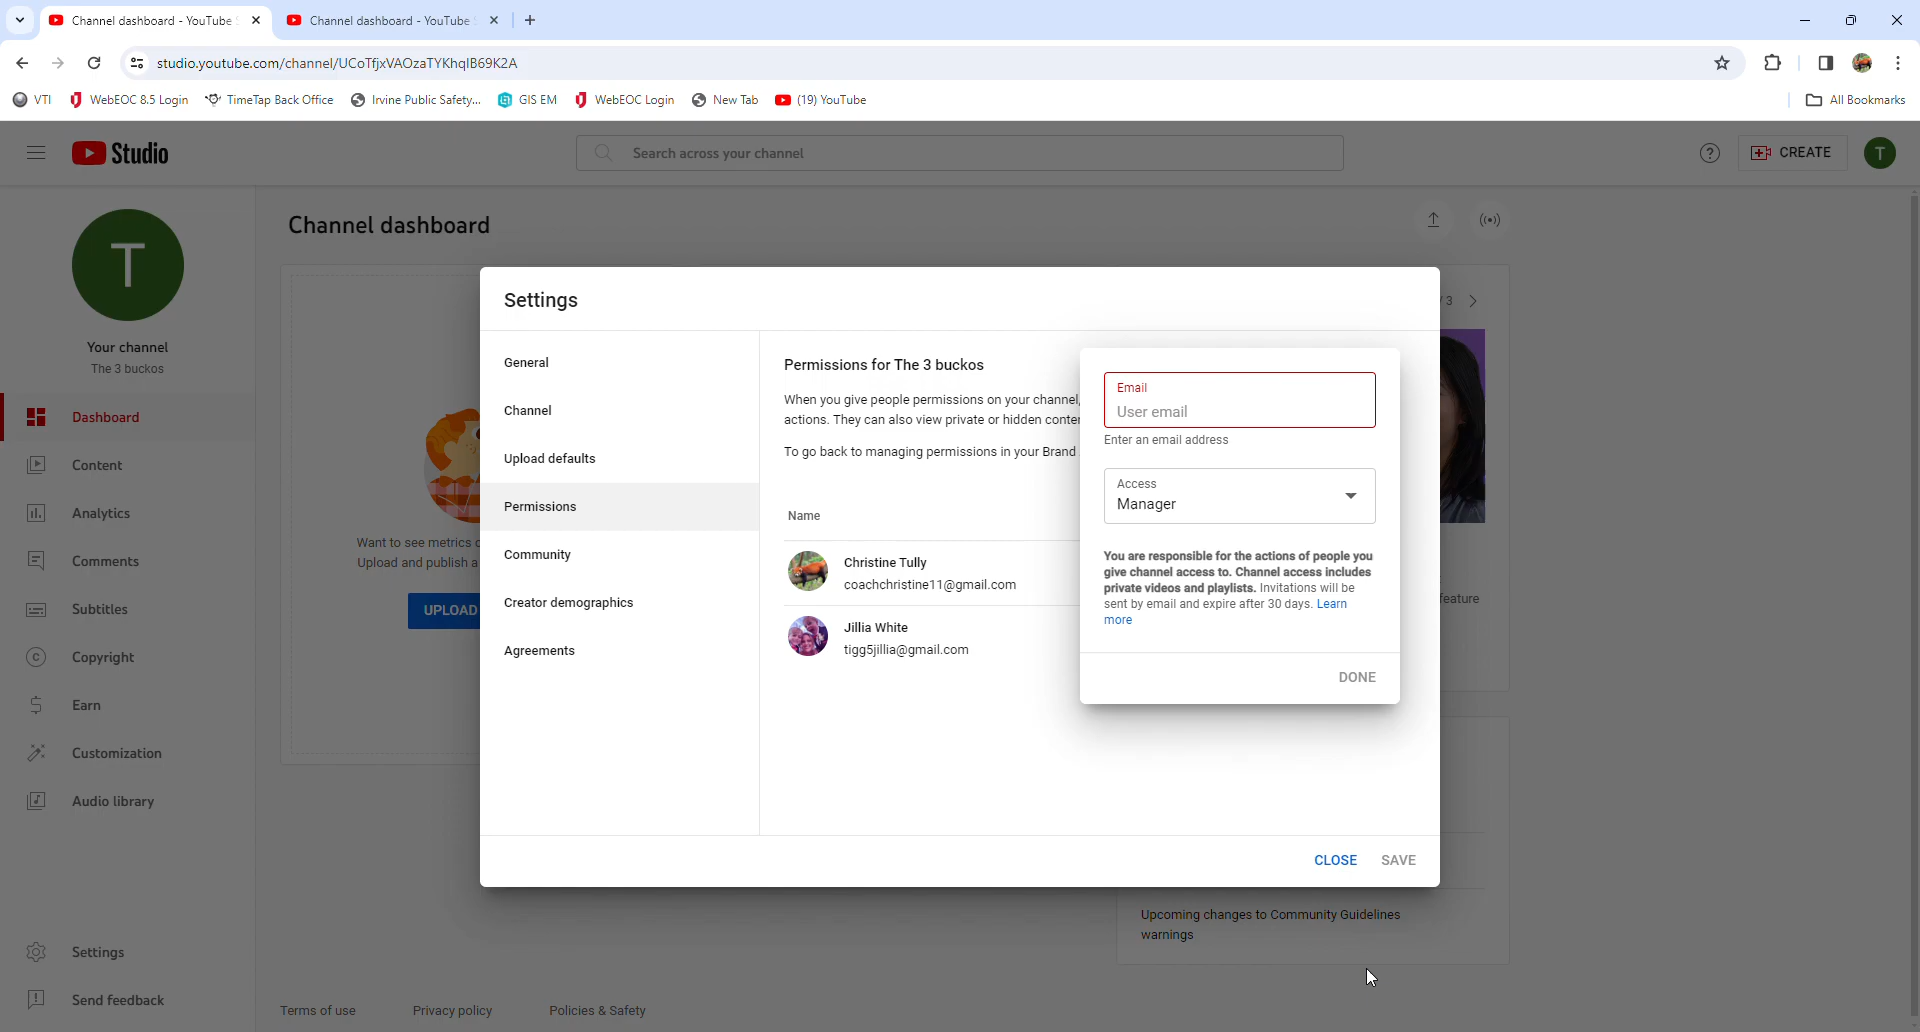 Channel dashboard - YouTube
Channel dashboard - YouTube
studio.youtube.com/channel/UCoTfjxVAOzaTYKhqlB69K2A
VTI
WebEOC 8.5 Login
TimeTap Back Office
Irvine Public Safety...
GIS EM
WebEOC Login
New Tab
(19) YouTube
All Bookmarks
Studio
Search across your channel
CREATE
T
T
Your channel
The 3 buckos
Dashboard
Content
Analytics
Comments
Subtitles
Copyright
Earn
Customization
Audio library
Settings
Send feedback
Channel dashboard
Want to see metrics
Upload and publish a
UPLOAD
/ 3
feature
Upcoming changes to Community Guidelines
warnings
Terms of use
Privacy policy
Policies & Safety
Settings
General
Channel
Upload defaults
Permissions
Community
Creator demographics
Agreements
Permissions for The 3 buckos
When you give people permissions on your channel,
actions. They can also view private or hidden
To go back to managing permissions in your Brand
Name
Christine Tully
coachchristine11@gmail.com
Jillia White
tigg5jillia@gmail.com
Email
User email
Enter an email address
Access
Manager
You are responsible for the actions of people you
give channel access to. Channel access includes
private videos and playlists. Invitations will be
sent by email and expire after 30 days. Learn
more
DONE
CLOSE
SAVE